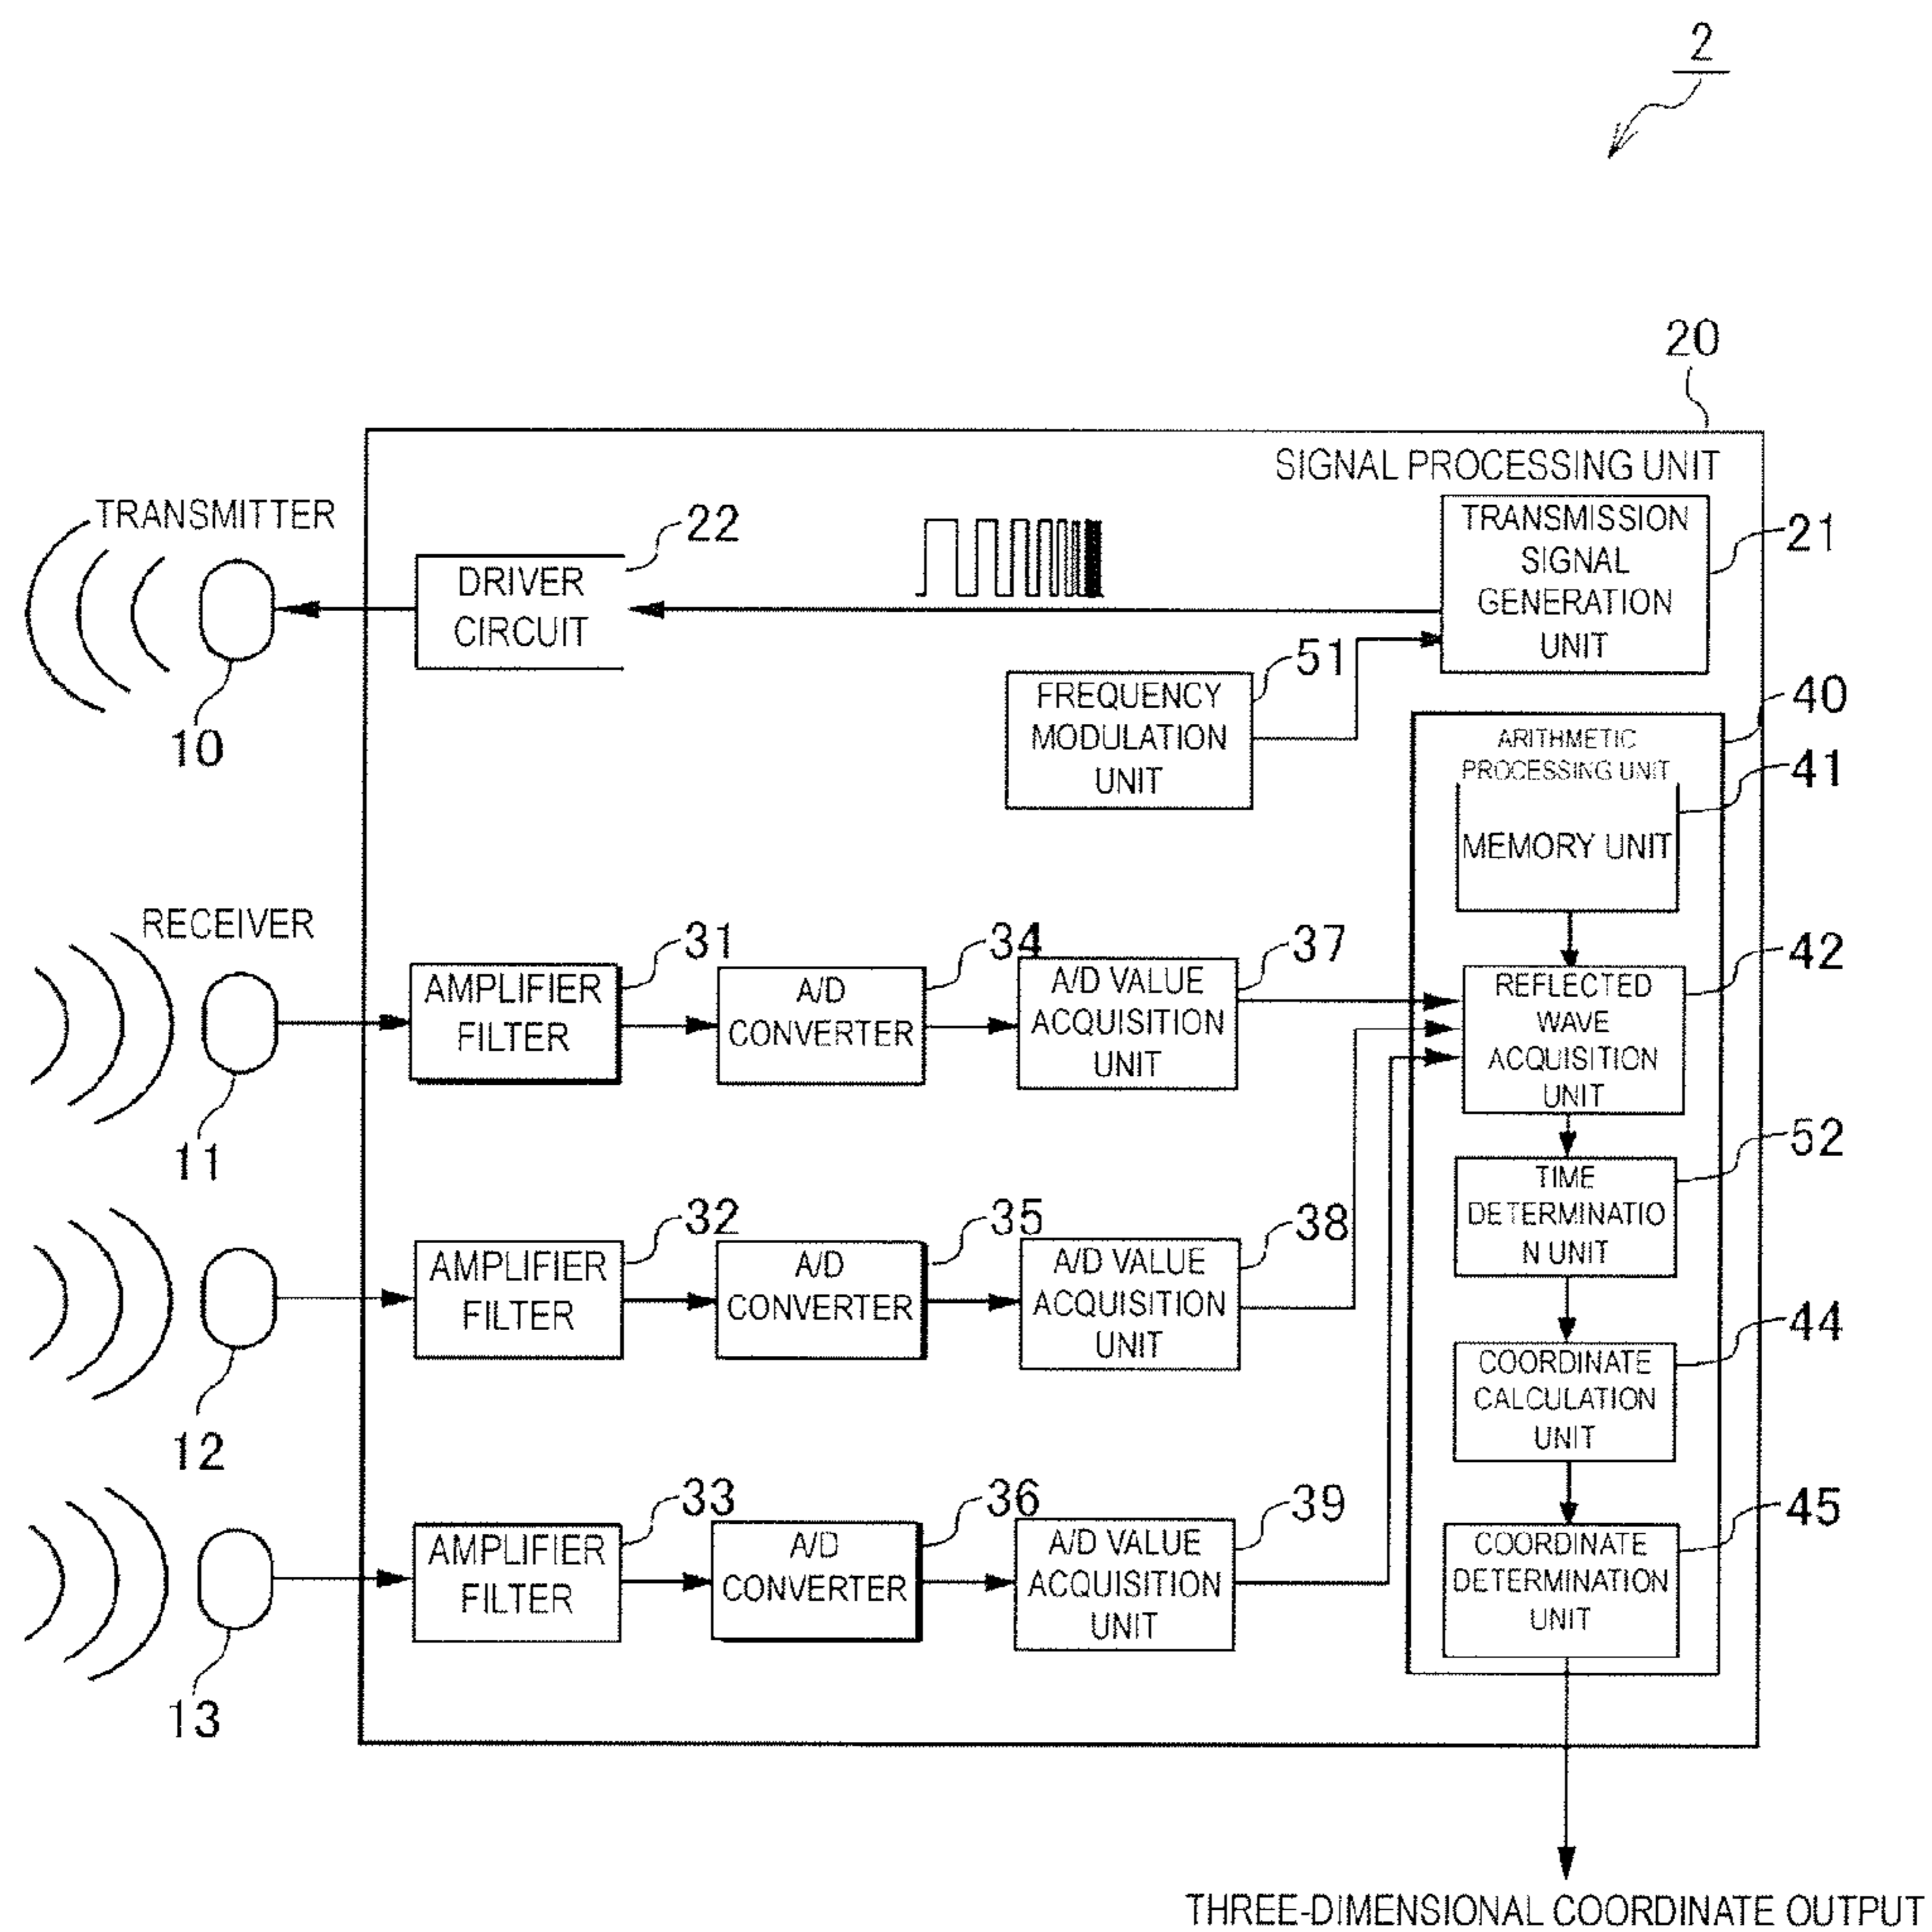 2
20
SIGNAL PROCESSING UNIT
TRANSMITTER
22
TRANSMISSION
SIGNAL
GENERATION
UNIT
21
DRIVER
CIRCUIT
10
51
FREQUENCY
MODULATION
UNIT
40
ARITHMETIC
PROCESSING UNIT
41
MEMORY UNIT
RECEIVER
31
34
37
42
AMPLIFIER
FILTER
A/D
CONVERTER
A/D VALUE
ACQUISITION
UNIT
REFLECTED
WAVE
ACQUISITION
UNIT
11
52
TIME
DETERMINATIO
N UNIT
32
35
38
AMPLIFIER
FILTER
A/D
CONVERTER
A/D VALUE
ACQUISITION
UNIT
12
44
COORDINATE
CALCULATION
UNIT
33
36
39
45
AMPLIFIER
FILTER
A/D
CONVERTER
A/D VALUE
ACQUISITION
UNIT
COORDINATE
DETERMINATION
UNIT
13
THREE-DIMENSIONAL COORDINATE OUTPUT